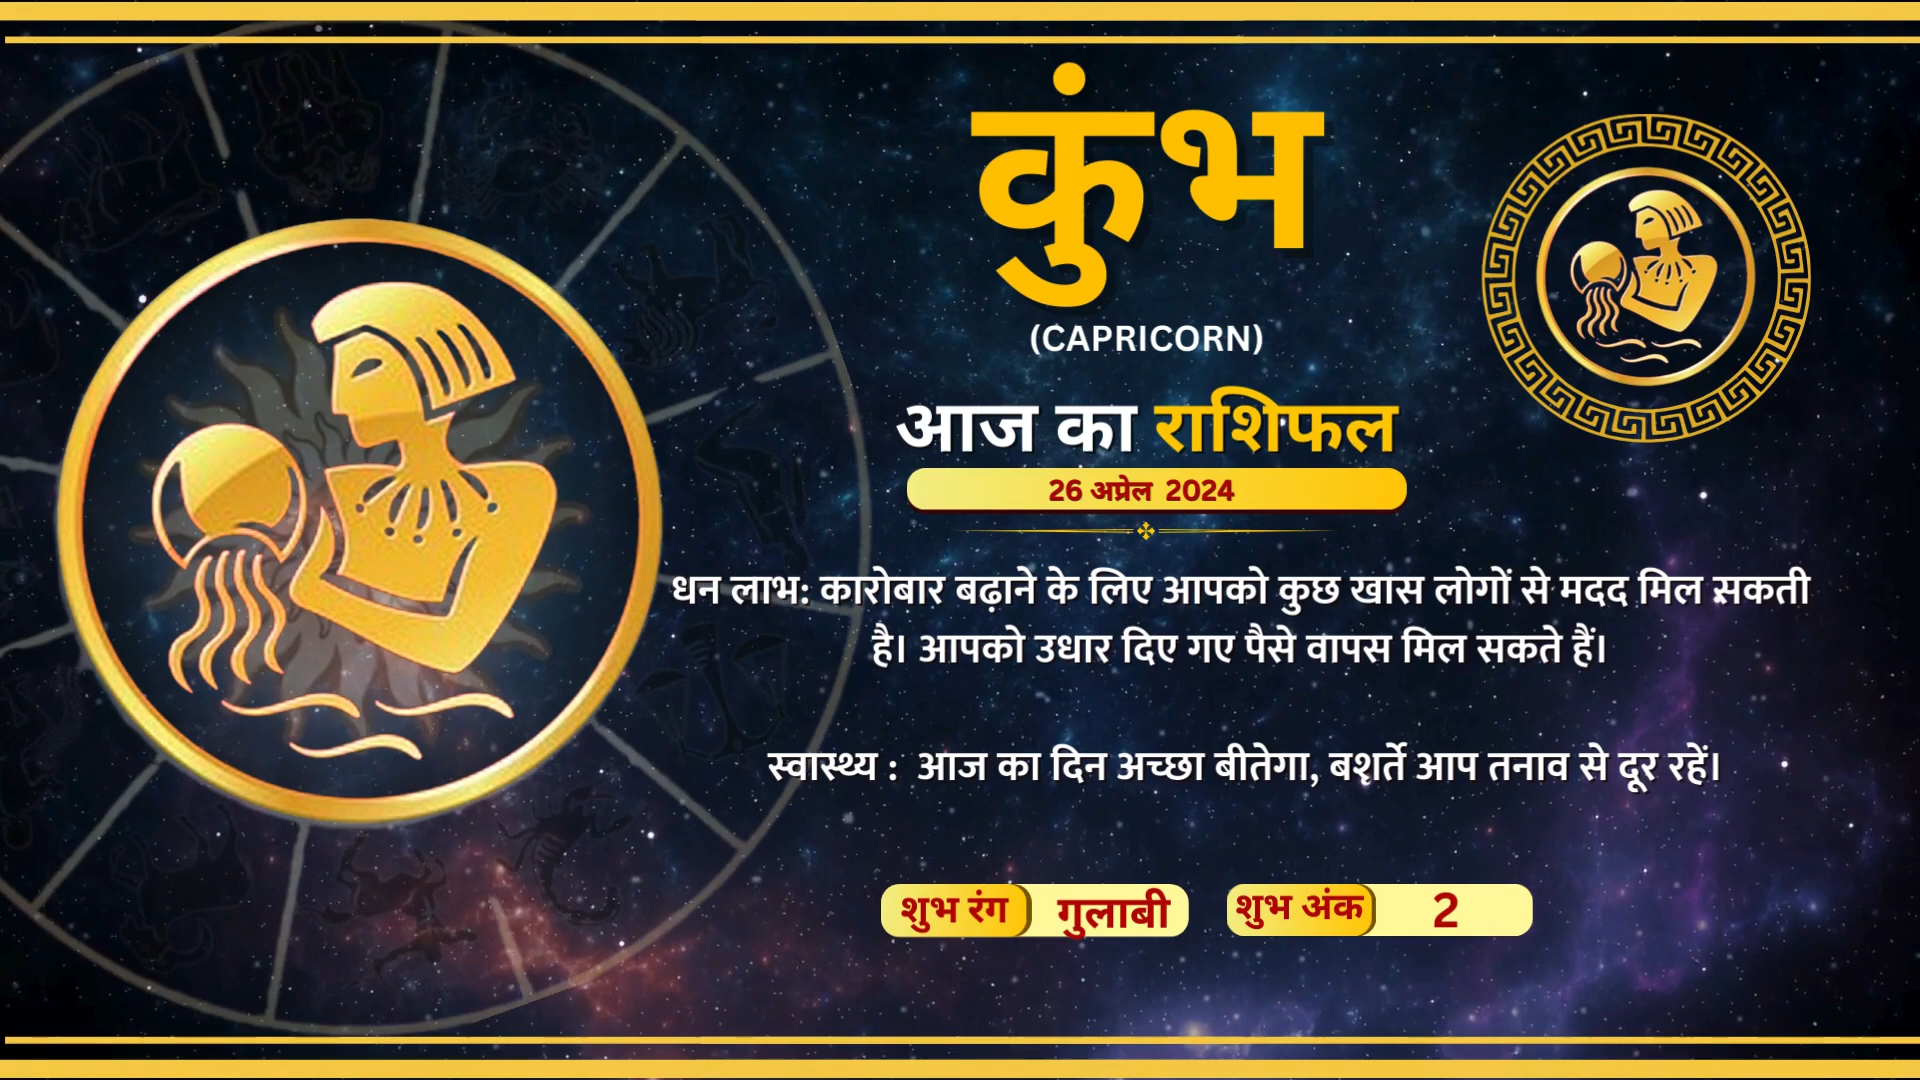 कुंभ
(CAPRICORN)
आज का राशिफल
26 अप्रेल 2024
धन लाभ: कारोबार बढ़ाने के लिए आपको कुछ खास लोगों से मदद मिल सकती
है। आपको उधार दिए गए पैसे वापस मिल सकते हैं।
स्वास्थ्य : आज का दिन अच्छा बीतेगा, बशर्ते आप तनाव से दूर रहें।
शुभ रंग गुलाबी शुभ अंक 2